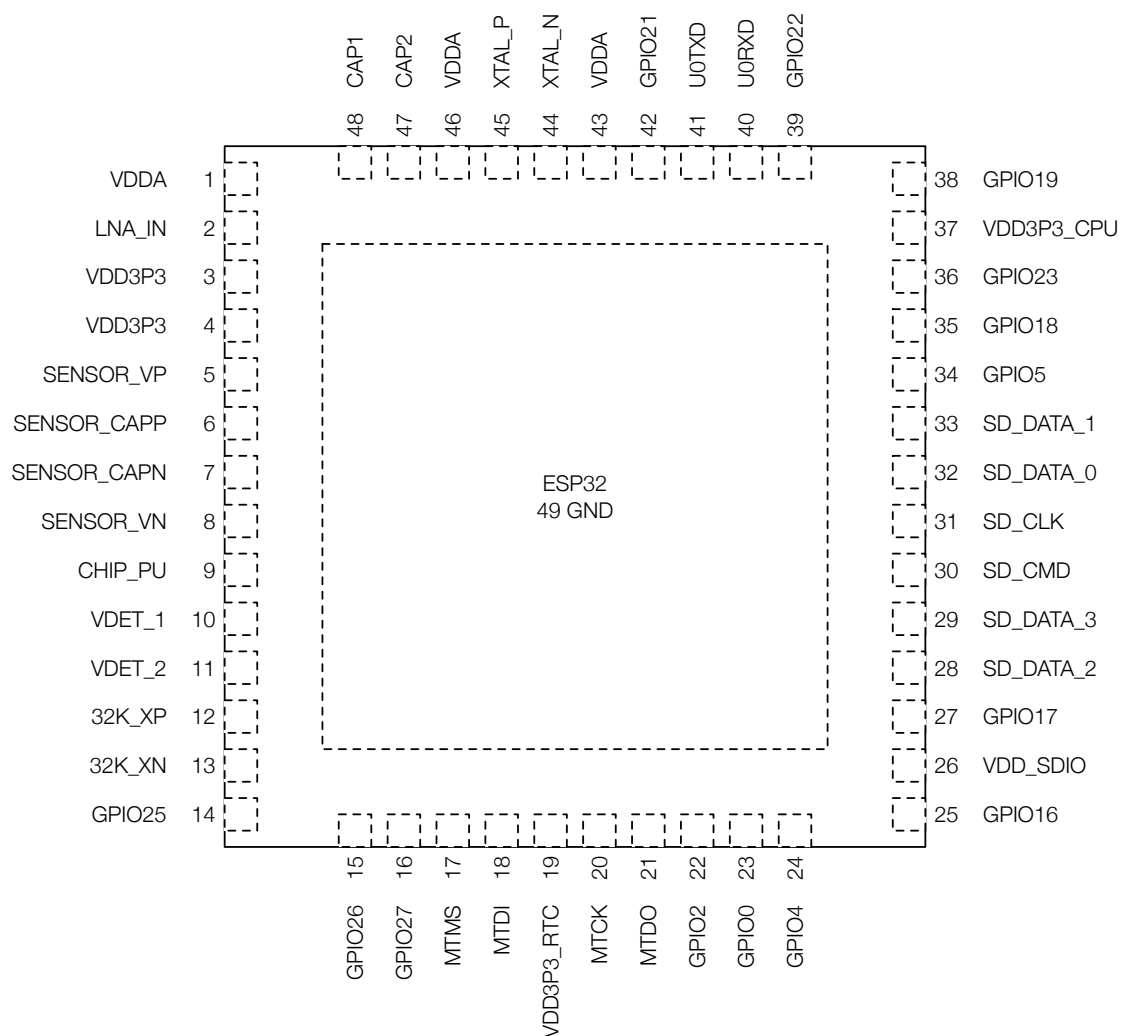 CAP1
CAP2
VDDA
XTAL_P
XTAL_N
VDDA
GPIO21
U0TXD
U0RXD
GPIO22
48
47
46
45
44
43
42
41
40
39
VDDA 1
38 GPIO19
LNA_IN 2
37 VDD3P3_CPU
VDD3P3 3
36 GPIO23
VDD3P3 4
35 GPIO18
SENSOR_VP 5
34 GPIO5
SENSOR_CAPP 6
33 SD_DATA_1
SENSOR_CAPN 7
32 SD_DATA_0
ESP32
49 GND
SENSOR_VN 8
31 SD_CLK
CHIP_PU 9
30 SD_CMD
VDET_1 10
29 SD_DATA_3
VDET_2 11
28 SD_DATA_2
32K_XP 12
27 GPIO17
32K_XN 13
26 VDD_SDIO
GPIO25 14
25 GPIO16
15
16
17
18
19
20
21
22
23
24
GPIO26
GPIO27
MTMS
MTDI
VDD3P3_RTC
MTCK
MTDO
GPIO2
GPIO0
GPIO4